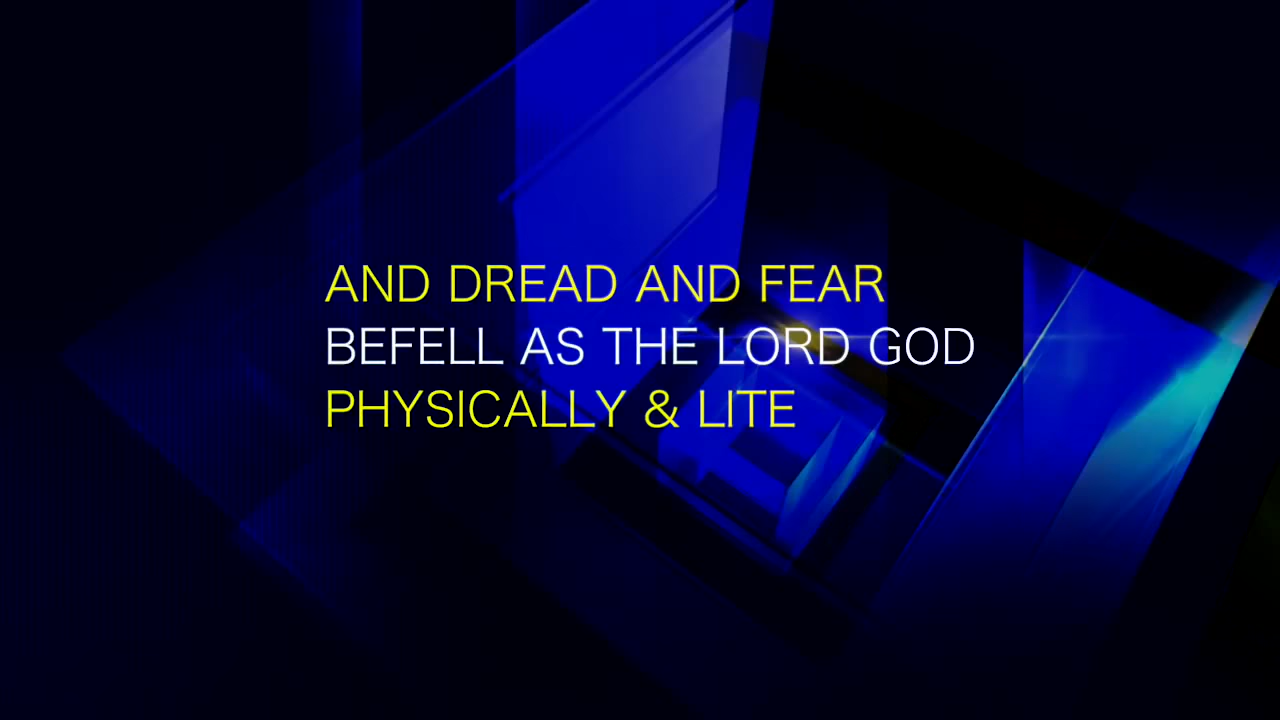 AND DREAD AND FEAR
BEFELL AS THE LORD GOD
PHYSICALLY & LITE